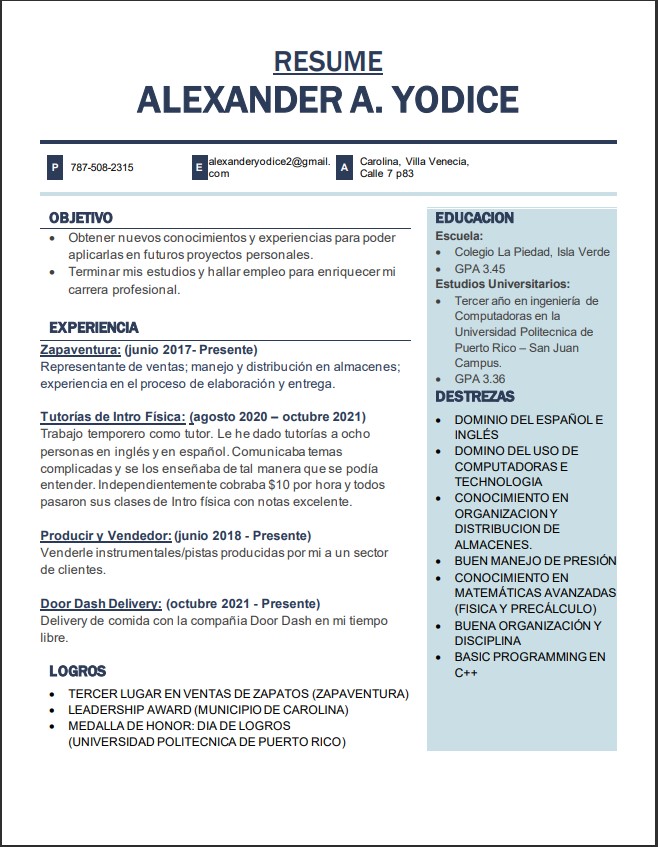 RESUME
ALEXANDER A. YODICE
P
787-508-2315
E
alexanderyodice2@gmail.
com
A
Carolina, Villa Venecia,
Calle 7 p83
OBJETIVO
• Obtener nuevos conocimientos y experiencias para poder
aplicarlas en futuros proyectos personales.
• Terminar mis estudios y hallar empleo para enriquecer mi
carrera profesional.
EXPERIENCIA
Zapaventura: (junio 2017- Presente)
Representante de ventas; manejo y distribución en almacenes;
experiencia en el proceso de elaboración y entrega.
Tutorías de Intro Física: (agosto 2020 – octubre 2021)
Trabajo temporero como tutor. Le he dado tutorías a ocho
personas en inglés y en español. Comunicaba temas
complicadas y se los enseñaba de tal manera que se podía
entender. Independientemente cobraba $10 por hora y todos
pasaron sus clases de Intro física con notas excelente.
Producir y Vendedor: (junio 2018 - Presente)
Venderle instrumentales/pistas producidas por mi a un sector
de clientes.
Door Dash Delivery: (octubre 2021 - Presente)
Delivery de comida con la compañia Door Dash en mi tiempo
libre.
LOGROS
• TERCER LUGAR EN VENTAS DE ZAPATOS (ZAPAVENTURA)
• LEADERSHIP AWARD (MUNICIPIO DE CAROLINA)
• MEDALLA DE HONOR: DIA DE LOGROS
(UNIVERSIDAD POLITECNICA DE PUERTO RICO)
EDUCACION
Escuela:
• Colegio La Piedad, Isla Verde
• GPA 3.45
Estudios Universitarios:
• Tercer año en ingeniería de
Computadoras en la
Universidad Politecnica de
Puerto Rico – San Juan
Campus.
• GPA 3.36
DESTREZAS
• DOMINIO DEL ESPAÑOL E
INGLÉS
• DOMINO DEL USO DE
COMPUTADORAS E
TECHNOLOGIA
• CONOCIMIENTO EN
ORGANIZACION Y
DISTRIBUCION DE
ALMACENES.
• BUEN MANEJO DE PRESIÓN
• CONOCIMIENTO EN
MATEMÁTICAS AVANZADAS
(FISICA Y PRECÁLCULO)
• BUENA ORGANIZACIÓN Y
DISCIPLINA
• BASIC PROGRAMMING EN
C++